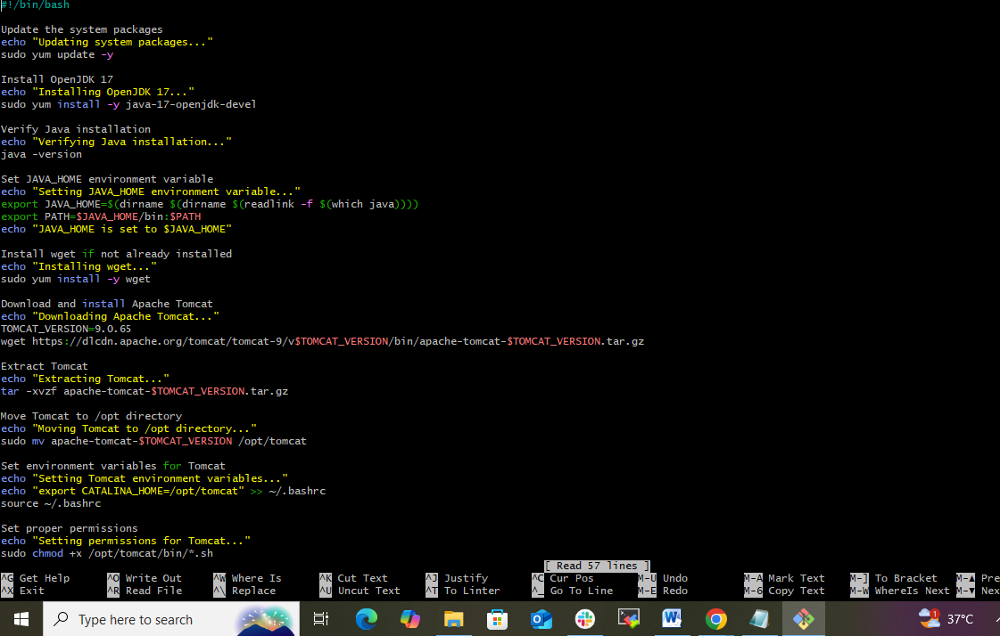 #!/bin/bash
Update the system packages
echo "Updating system packages..."
sudo yum update -y
Install OpenJDK 17
echo "Installing OpenJDK 17..."
sudo yum install -y java-17-openjdk-devel
Verify Java installation
echo "Verifying Java installation..."
java -version
Set JAVA_HOME environment variable
echo "Setting JAVA_HOME environment variable..."
export JAVA_HOME=$(dirname $(dirname $(readlink -f $(which java))))
export PATH=$JAVA_HOME/bin:$PATH
echo "JAVA_HOME is set to $JAVA_HOME"
Install wget if not already installed
echo "Installing wget..."
sudo yum install -y wget
Download and install Apache Tomcat
echo "Downloading Apache Tomcat..."
TOMCAT_VERSION=9.0.65
wget https://dlcdn.apache.org/tomcat/tomcat-9/v$TOMCAT_VERSION/bin/apache-tomcat-$TOMCAT_VERSION.tar.gz
Extract Tomcat
echo "Extracting Tomcat..."
tar -xvzf apache-tomcat-$TOMCAT_VERSION.tar.gz
Move Tomcat to /opt directory
echo "Moving Tomcat to /opt directory..."
sudo mv apache-tomcat-$TOMCAT_VERSION /opt/tomcat
Set environment variables for Tomcat
echo "Setting Tomcat environment variables..."
echo "export CATALINA_HOME=/opt/tomcat" >> ~/.bashrc
source ~/.bashrc
Set proper permissions
echo "Setting permissions for Tomcat..."
sudo chmod +x /opt/tomcat/bin/*.sh
[ Read 57 lines ]
^G Get Help ^O Write Out ^W Where Is ^K Cut Text ^J Justify ^C Cur Pos M-U Undo M-A Mark Text M-] To Bracket M-▲ Pre
^X Exit ^R Read File ^\ Replace ^U Uncut Text ^T To Linter ^_ Go To Line M-E Redo M-6 Copy Text M-W WhereIs Next M-▼ Nex
Type here to search 1 37°C